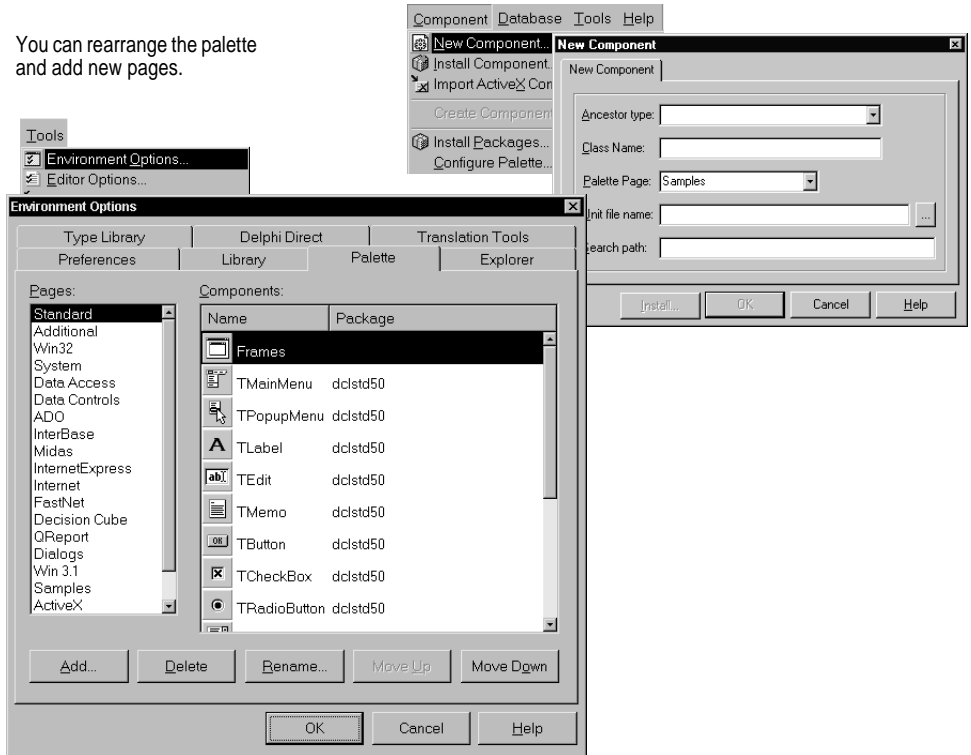 You can rearrange the palette
and add new pages.
Component Database Tools Help
New Component...
Install Component.
Import ActiveX Con
Create Component
Install Packages...
Configure Palette...
New Component
New Component
Ancestor type:
Class Name:
Palette Page: Samples
Unit file name: ...
earch path:
Install... OK Cancel Help
Tools
Environment Options...
Editor Options...
Environment Options
Type Library Delphi Direct Translation Tools
Preferences Library Palette Explorer
Pages:
Standard
Additional
Win32
System
Data Access
Data Controls
ADO
InterBase
Midas
InternetExpress
Internet
FastNet
Decision Cube
QReport
Dialogs
Win 3.1
Samples
ActiveX
Components:
Name Package
Frames
TMainMenu dclstd50
TPopupMenu dclstd50
A TLabel dclstd50
ab TEdit dclstd50
TMemo dclstd50
OK TButton dclstd50
TCheckBox dclstd50
TRadioButton dclstd50
Add... Delete Rename... Move Up Move Down
OK Cancel Help